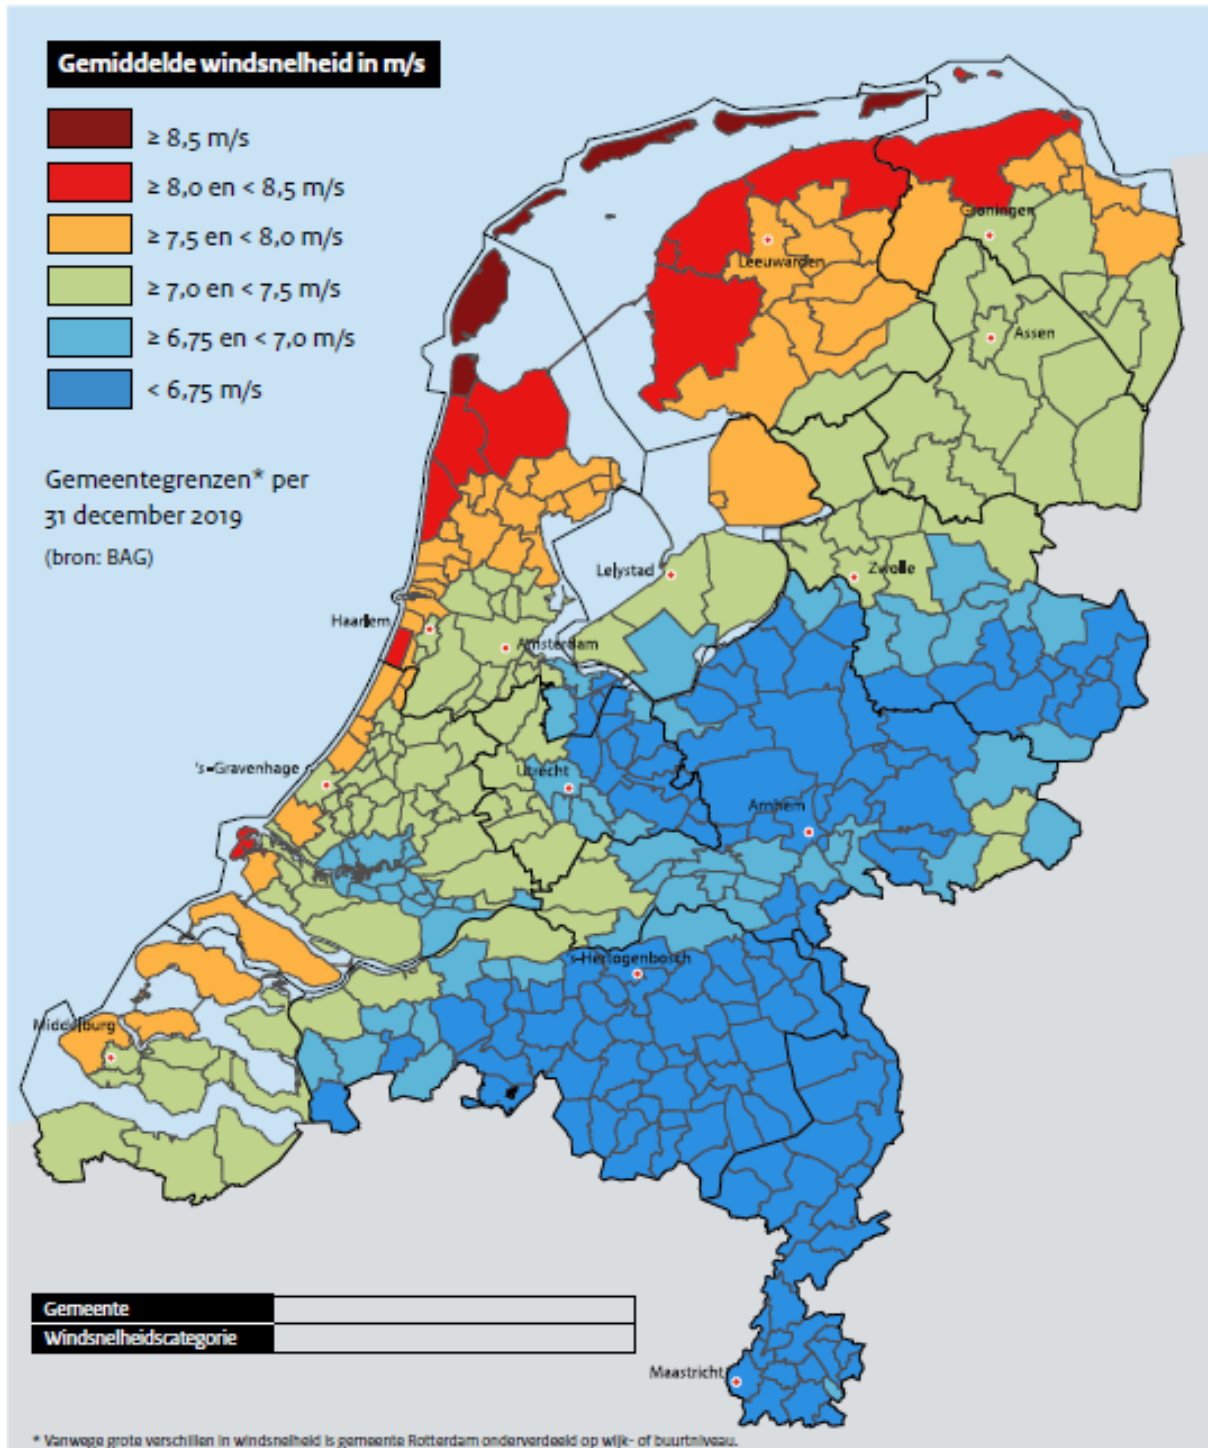 Gemiddelde windsnelheid in m/s
≥ 8,5 m/s
≥ 8,0 en < 8,5 m/s
≥ 7,5 en < 8,0 m/s
≥ 7,0 en < 7,5 m/s
≥ 6,75 en < 7,0 m/s
< 6,75 m/s
Gemeentegrenzen* per
31 december 2019
(bron: BAG)
Groningen
Leeuwarden
Assen
Lelystad
Zwolle
Haarlem
Amsterdam
's-Gravenhage
Utrecht
Arnhem
's-Hertogenbosch
Middelburg
Gemeente
Windsnelheidscategorie
Maastricht
* Vanwege grote verschillen in windsnelheid is gemeente Rotterdam onderverdeeld op wijk- of buurtniveau.